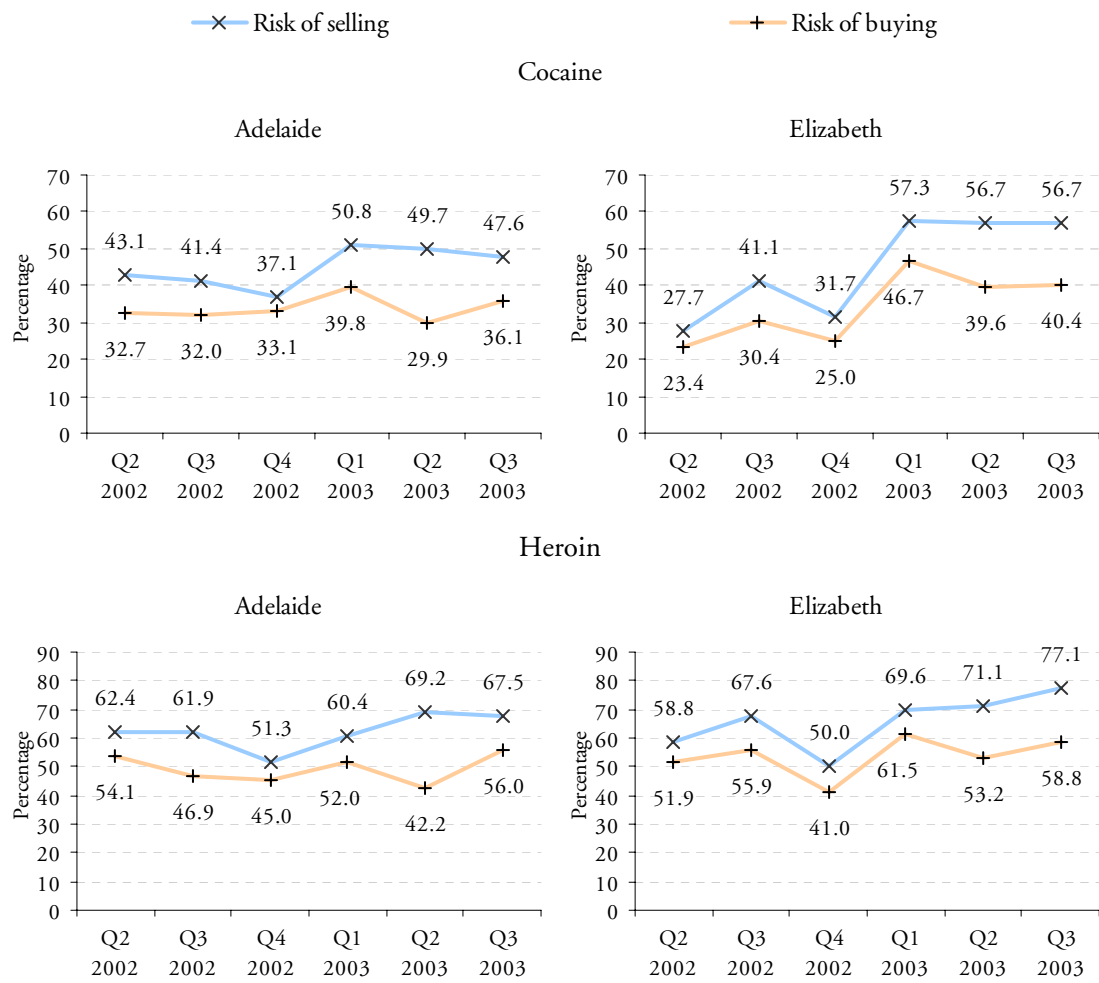 Risk of selling Risk of buying
Cocaine
Adelaide
Percentage
70
60
50
40
30
20
10
0
43.1 41.4 37.1 50.8 49.7 47.6
32.7 32.0 33.1 39.8 29.9 36.1
Q2 Q3 Q4 Q1 Q2 Q3
2002 2002 2002 2003 2003 2003
Elizabeth
Percentage
70
60
50
40
30
20
10
0
27.7 41.1 31.7 57.3 56.7 56.7
23.4 30.4 25.0 46.7 39.6 40.4
Q2 Q3 Q4 Q1 Q2 Q3
2002 2002 2002 2003 2003 2003
Heroin
Adelaide
Percentage
90
80
70
60
50
40
30
20
10
0
62.4 61.9 51.3 60.4 69.2 67.5
54.1 46.9 45.0 52.0 42.2 56.0
Q2 Q3 Q4 Q1 Q2 Q3
2002 2002 2002 2003 2003 2003
Elizabeth
Percentage
90
80
70
60
50
40
30
20
10
0
58.8 67.6 50.0 69.6 71.1 77.1
51.9 55.9 41.0 61.5 53.2 58.8
Q2 Q3 Q4 Q1 Q2 Q3
2002 2002 2002 2003 2003 2003